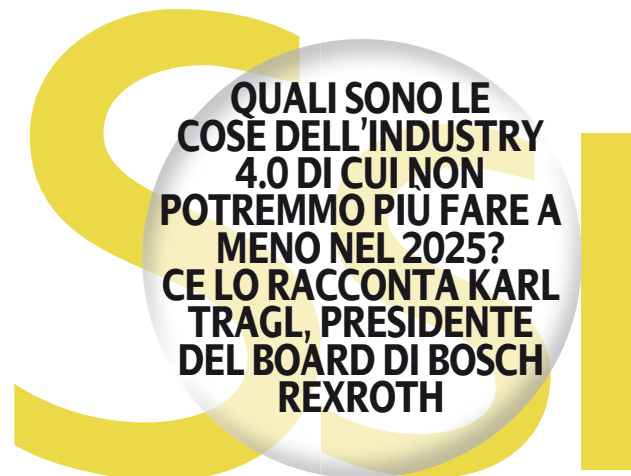 QUALI SONO LE
COSE DELL'INDUSTRY
4.0 DI CUI NON
POTREMMO PIÙ FARE A
MENO NEL 2025?
CE LO RACCONTA KARL
TRAGL, PRESIDENTE
DEL BOARD DI BOSCH
REXROTH